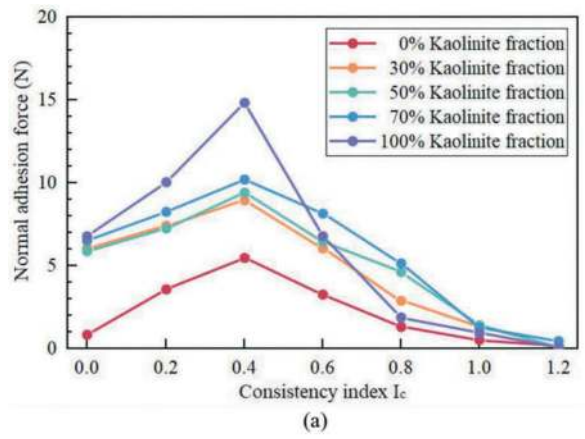 20
15
10
5
0
Normal adhesion force (N)
0% Kaolinite fraction
30% Kaolinite fraction
50% Kaolinite fraction
70% Kaolinite fraction
100% Kaolinite fraction
0.0 0.2 0.4 0.6 0.8 1.0 1.2
Consistency index Ic
(a)